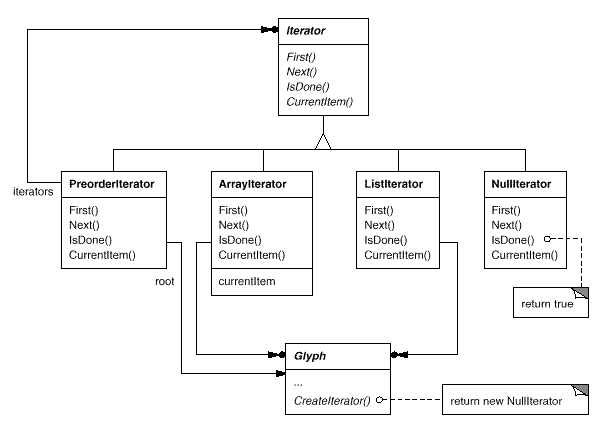 Iterator
First()
Next()
IsDone()
CurrentItem()
iterators
PreorderIterator
First()
Next()
IsDone()
CurrentItem()
root
ArrayIterator
First()
Next()
IsDone()
CurrentItem()
currentItem
ListIterator
First()
Next()
IsDone()
CurrentItem()
NullIterator
First()
Next()
IsDone()
CurrentItem()
return true
Glyph
...
CreateIterator()
return new NullIterator